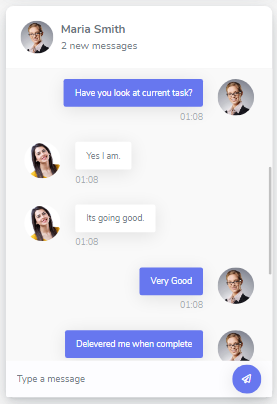 Maria Smith
2 new messages
Have you look at current task?
01:08
Yes I am.
01:08
Its going good.
01:08
Very Good
01:08
Delevered me when complete
Type a message